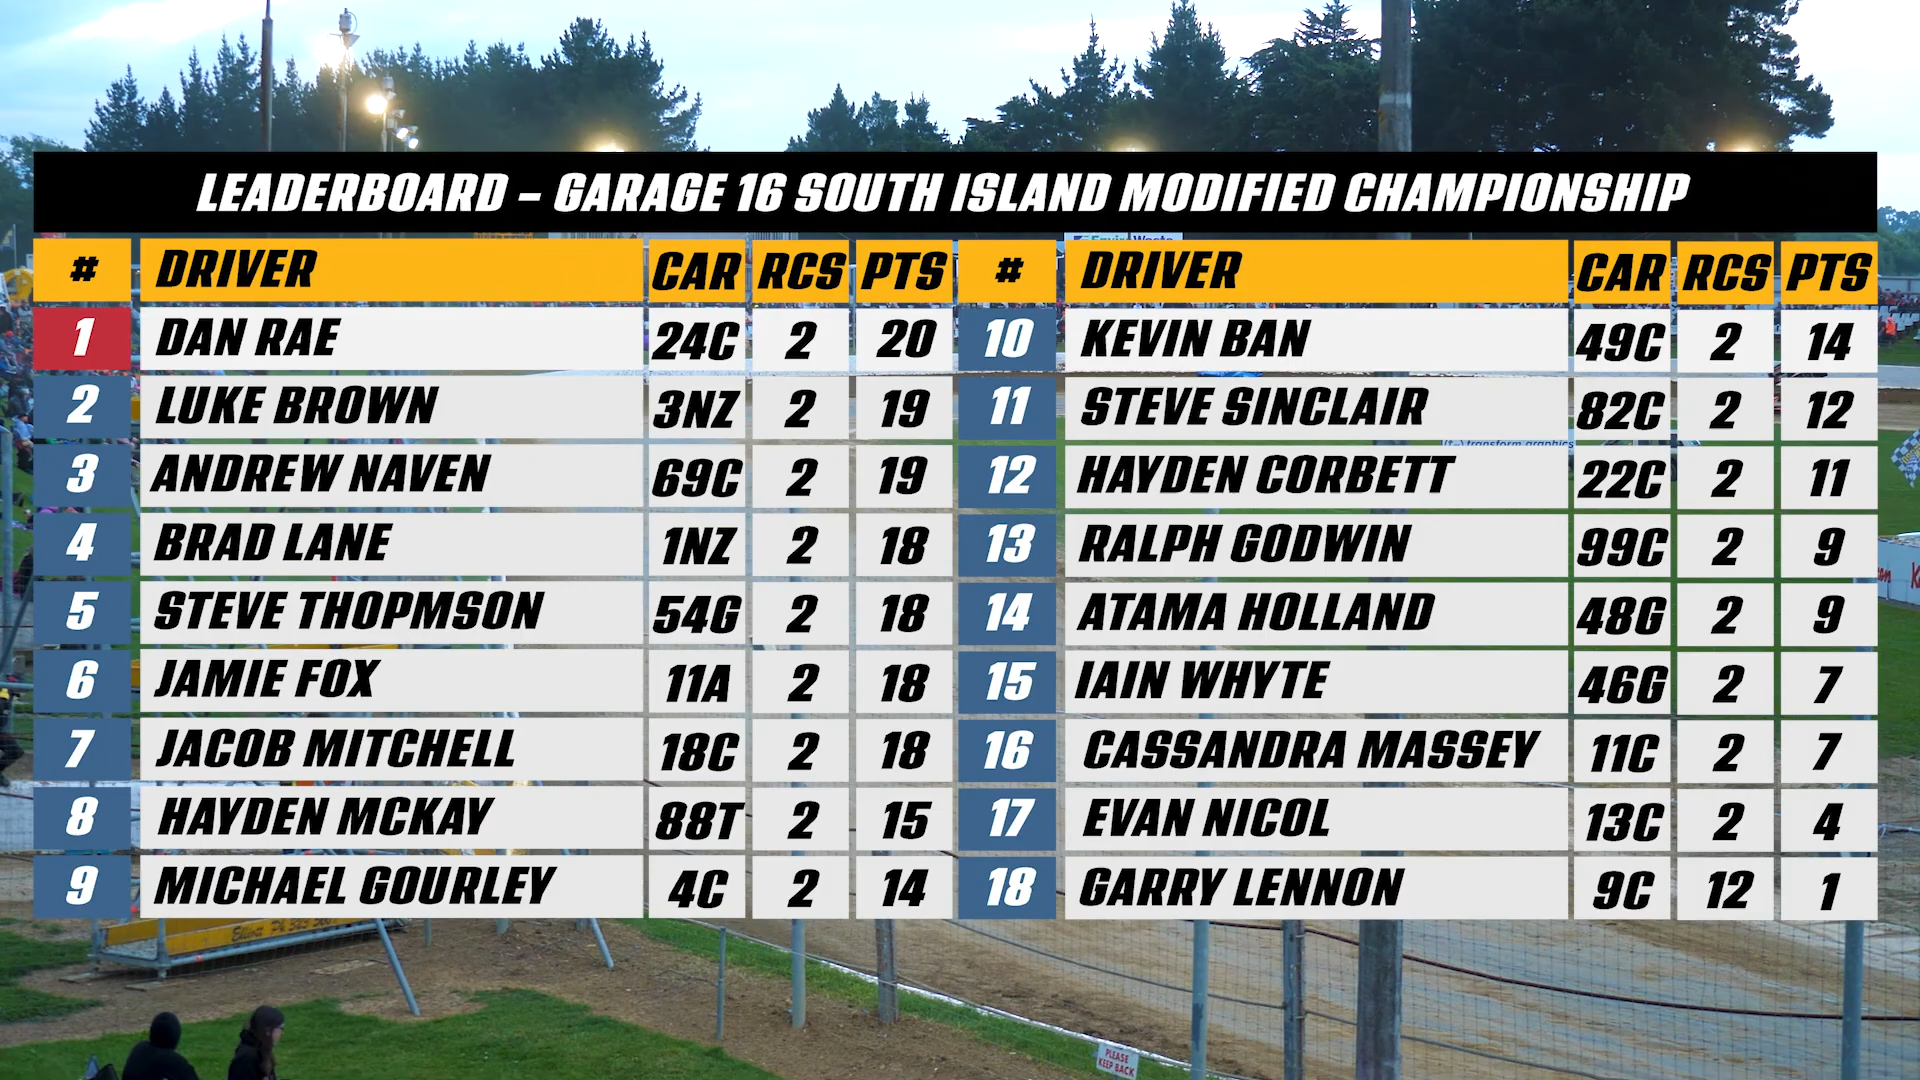 LEADERBOARD - GARAGE 16 SOUTH ISLAND MODIFIED CHAMPIONSHIP
# DRIVER CAR RCS PTS
1 DAN RAE 24C 2 20
2 LUKE BROWN 3NZ 2 19
3 ANDREW NAVEN 69C 2 19
4 BRAD LANE 1NZ 2 18
5 STEVE THOPMSON 54G 2 18
6 JAMIE FOX 11A 2 18
7 JACOB MITCHELL 18C 2 18
8 HAYDEN MCKAY 88T 2 15
9 MICHAEL GOURLEY 4C 2 14
# DRIVER CAR RCS PTS
10 KEVIN BAN 49C 2 14
11 STEVE SINCLAIR 82C 2 12
12 HAYDEN CORBETT 22C 2 11
13 RALPH GODWIN 99C 2 9
14 ATAMA HOLLAND 48G 2 9
15 IAIN WHYTE 46G 2 7
16 CASSANDRA MASSEY 11C 2 7
17 EVAN NICOL 13C 2 4
18 GARRY LENNON 9C 12 1
transform graphics
PLEASE
KEEP BACK